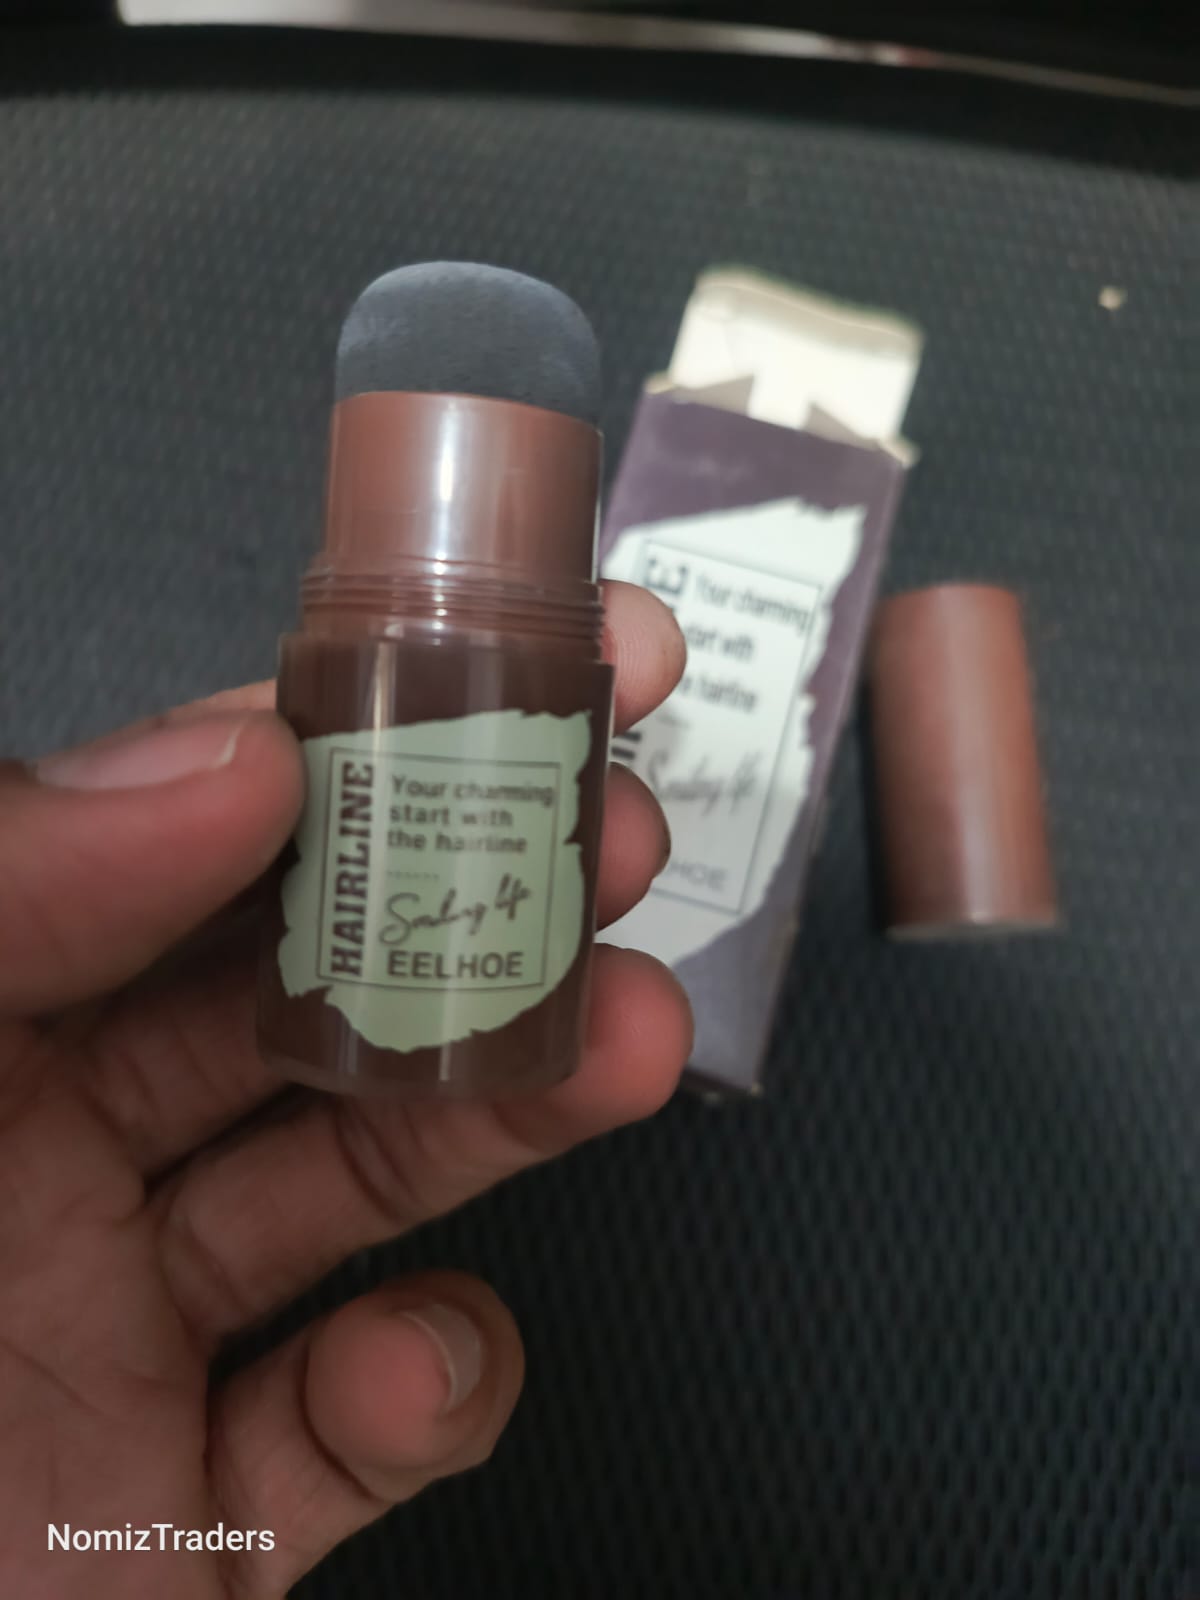 HAIRLINE
Your charming
start with
the hairline
EELHOE
E
Your charming
start with
hairline
HOE
NomizTraders